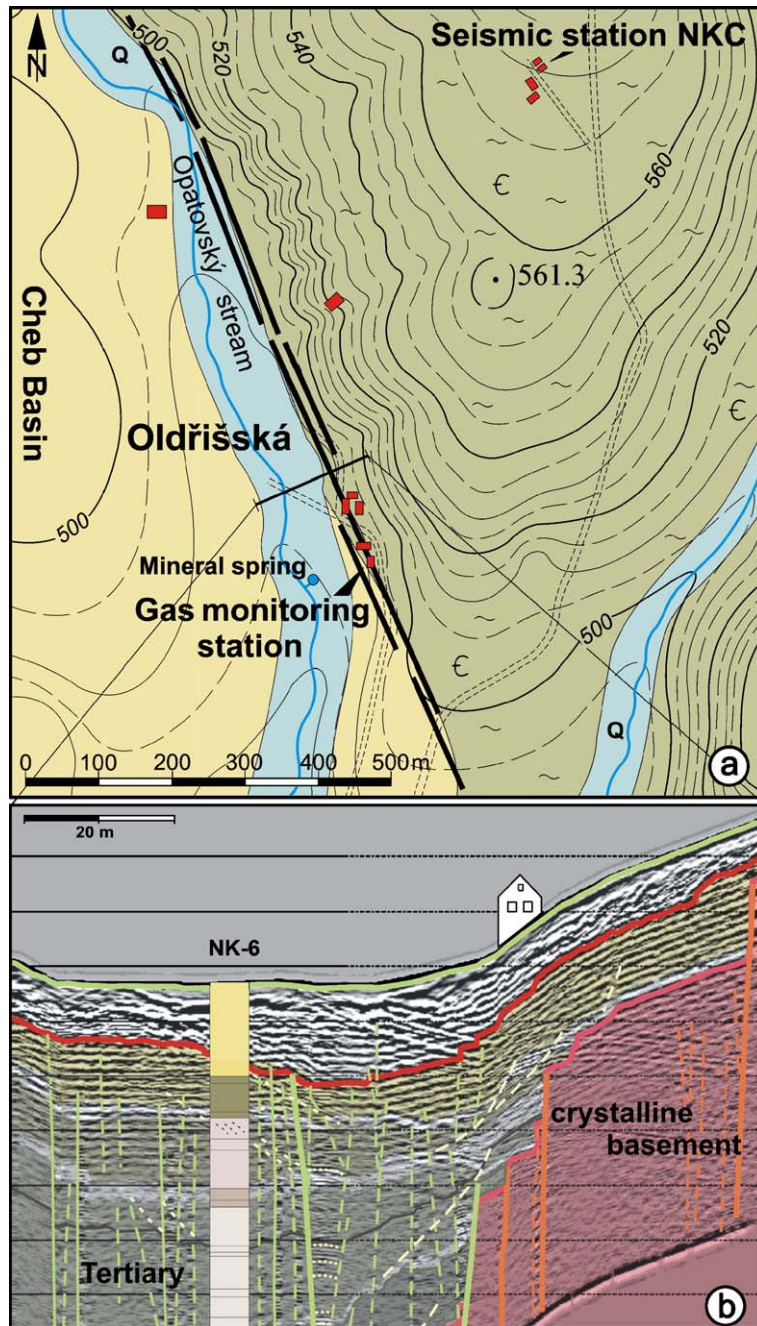 N
Q
500
520
540
Seismic station NKC
560
Є
Opatovský
stream
561.3
Cheb Basin
520
Є
Oldřišská
500
Mineral spring
Gas monitoring
station
500
Є
Q
0 100 200 300 400 500m
a
20 m
NK-6
crystalline
basement
Tertiary
b